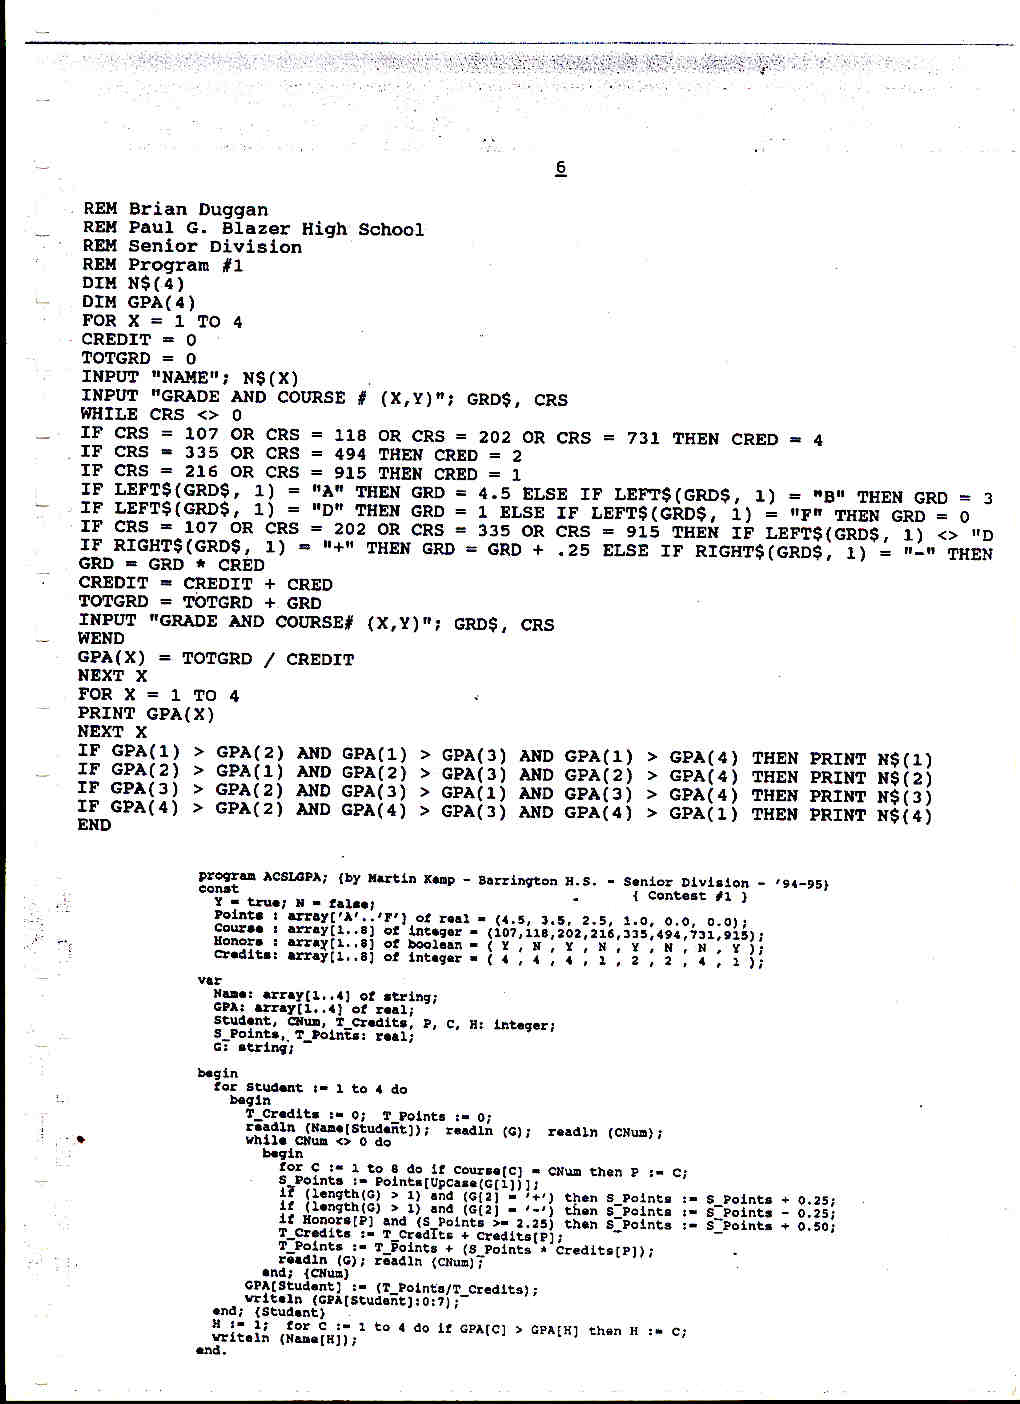 6
REM Brian Duggan
REM Paul G. Blazer High School
REM Senior Division
REM Program #1
DIM N$(4)
DIM GPA(4)
FOR X = 1 TO 4
CREDIT = 0
TOTGRD = 0
INPUT "NAME"; N$(X)
INPUT "GRADE AND COURSE # (X,Y)"; GRD$, CRS
WHILE CRS <> 0
IF CRS = 107 OR CRS = 118 OR CRS = 202 OR CRS = 731 THEN CRED = 4
IF CRS = 335 OR CRS = 494 THEN CRED = 2
IF CRS = 216 OR CRS = 915 THEN CRED = 1
IF LEFT$(GRD$, 1) = "A" THEN GRD = 4.5 ELSE IF LEFT$(GRD$, 1) = "B" THEN GRD = 3
IF LEFT$(GRD$, 1) = "D" THEN GRD = 1 ELSE IF LEFT$(GRD$, 1) = "F" THEN GRD = 0
IF CRS = 107 OR CRS = 202 OR CRS = 335 OR CRS = 915 THEN IF LEFT$(GRD$, 1) <> "D
IF RIGHT$(GRD$, 1) = "+" THEN GRD = GRD + .25 ELSE IF RIGHT$(GRD$, 1) = "-" THEN
GRD = GRD * CRED
CREDIT = CREDIT + CRED
TOTGRD = TOTGRD + GRD
INPUT "GRADE AND COURSE# (X,Y)"; GRD$, CRS
WEND
GPA(X) = TOTGRD / CREDIT
NEXT X
FOR X = 1 TO 4
PRINT GPA(X)
NEXT X
IF GPA(1) > GPA(2) AND GPA(1) > GPA(3) AND GPA(1) > GPA(4) THEN PRINT N$(1)
IF GPA(2) > GPA(1) AND GPA(2) > GPA(3) AND GPA(2) > GPA(4) THEN PRINT N$(2)
IF GPA(3) > GPA(2) AND GPA(3) > GPA(1) AND GPA(3) > GPA(4) THEN PRINT N$(3)
IF GPA(4) > GPA(2) AND GPA(4) > GPA(3) AND GPA(4) > GPA(1) THEN PRINT N$(4)
END
program ACSLGPA; {by Martin Kemp - Barrington H.S. - Senior Division - '94-95}
const { Contest #1 }
Y = true; N = false;
Points : array['A'..'F'] of real = (4.5, 3.5, 2.5, 1.0, 0.0, 0.0);
Course : array[1..8] of integer = (107,118,202,216,335,494,731,915);
Honors : array[1..8] of boolean = ( Y , N , Y , N , Y , N , N , Y );
Credits: array[1..8] of integer = ( 4 , 4 , 4 , 1 , 2 , 2 , 4 , 1 );
var
Name: array[1..4] of string;
GPA: array[1..4] of real;
Student, CNum, T_Credits, P, C, H: integer;
S_Points, T_Points: real;
G: string;
begin
for Student := 1 to 4 do
begin
T_Credits := 0; T_Points := 0;
readln (Name[Student]); readln (G); readln (CNum);
while CNum <> 0 do
begin
for C := 1 to 8 do if Course[C] = CNum then P := C;
S_Points := Points[UpCase(G[1])];
if (length(G) > 1) and (G[2] = '+') then S_Points := S_Points + 0.25;
if (length(G) > 1) and (G[2] = '-') then S_Points := S_Points - 0.25;
if Honors[P] and (S_Points >= 2.25) then S_Points := S_Points + 0.50;
T_Credits := T_Credits + Credits[P];
T_Points := T_Points + (S_Points * Credits[P]);
readln (G); readln (CNum);
end; {CNum}
GPA[Student] := (T_Points/T_Credits);
writeln (GPA[Student]:0:7);
end; {Student}
H := 1; for C := 1 to 4 do if GPA[C] > GPA[H] then H := C;
writeln (Name[H]);
end.